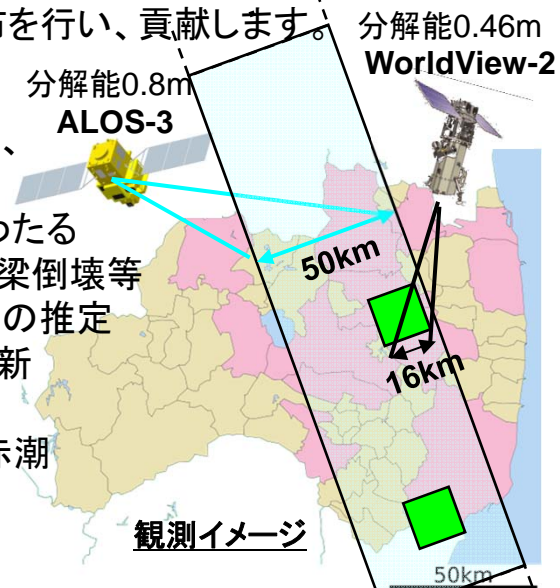 市を行い、貢献します。
分解能0.46m
WorldView-2
分解能0.8m
ALOS-3
、
つたる
梁倒壊等
の推定
新
赤潮
50km
16km
観測イメージ
50km